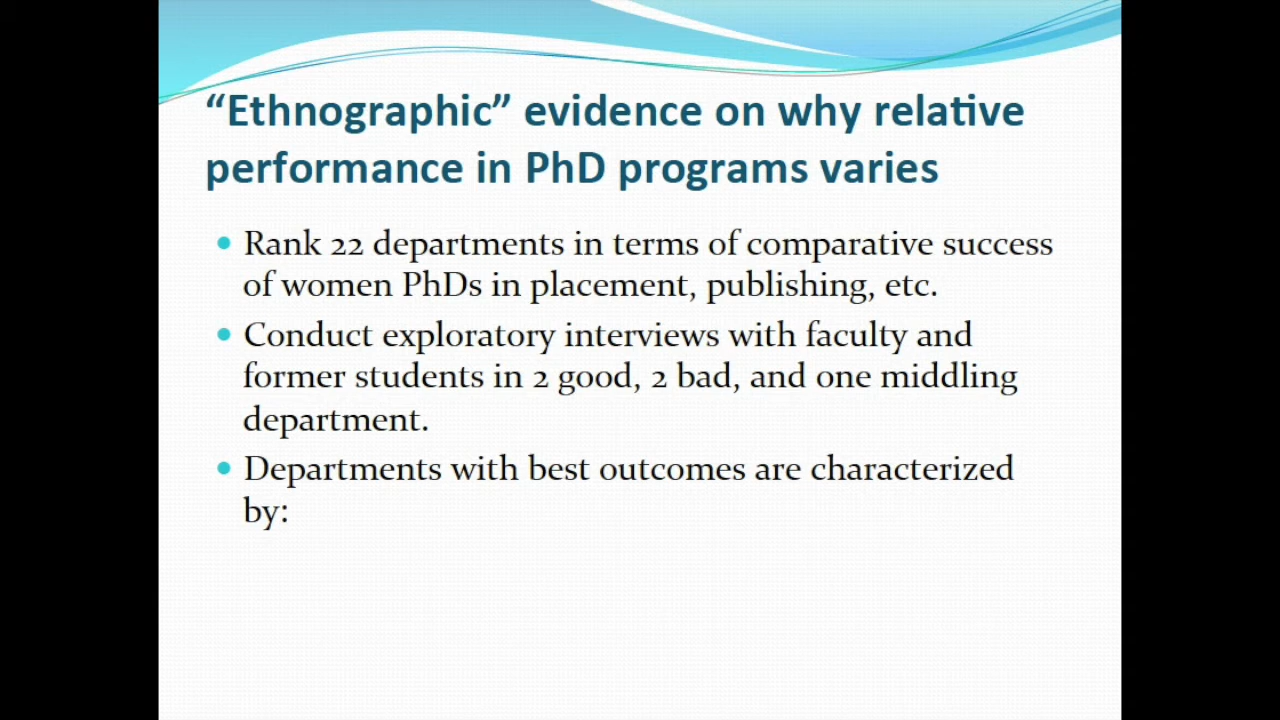 “Ethnographic” evidence on why relative
performance in PhD programs varies
Rank 22 departments in terms of comparative success
of women PhDs in placement, publishing, etc.
Conduct exploratory interviews with faculty and
former students in 2 good, 2 bad, and one middling
department.
Departments with best outcomes are characterized
by: